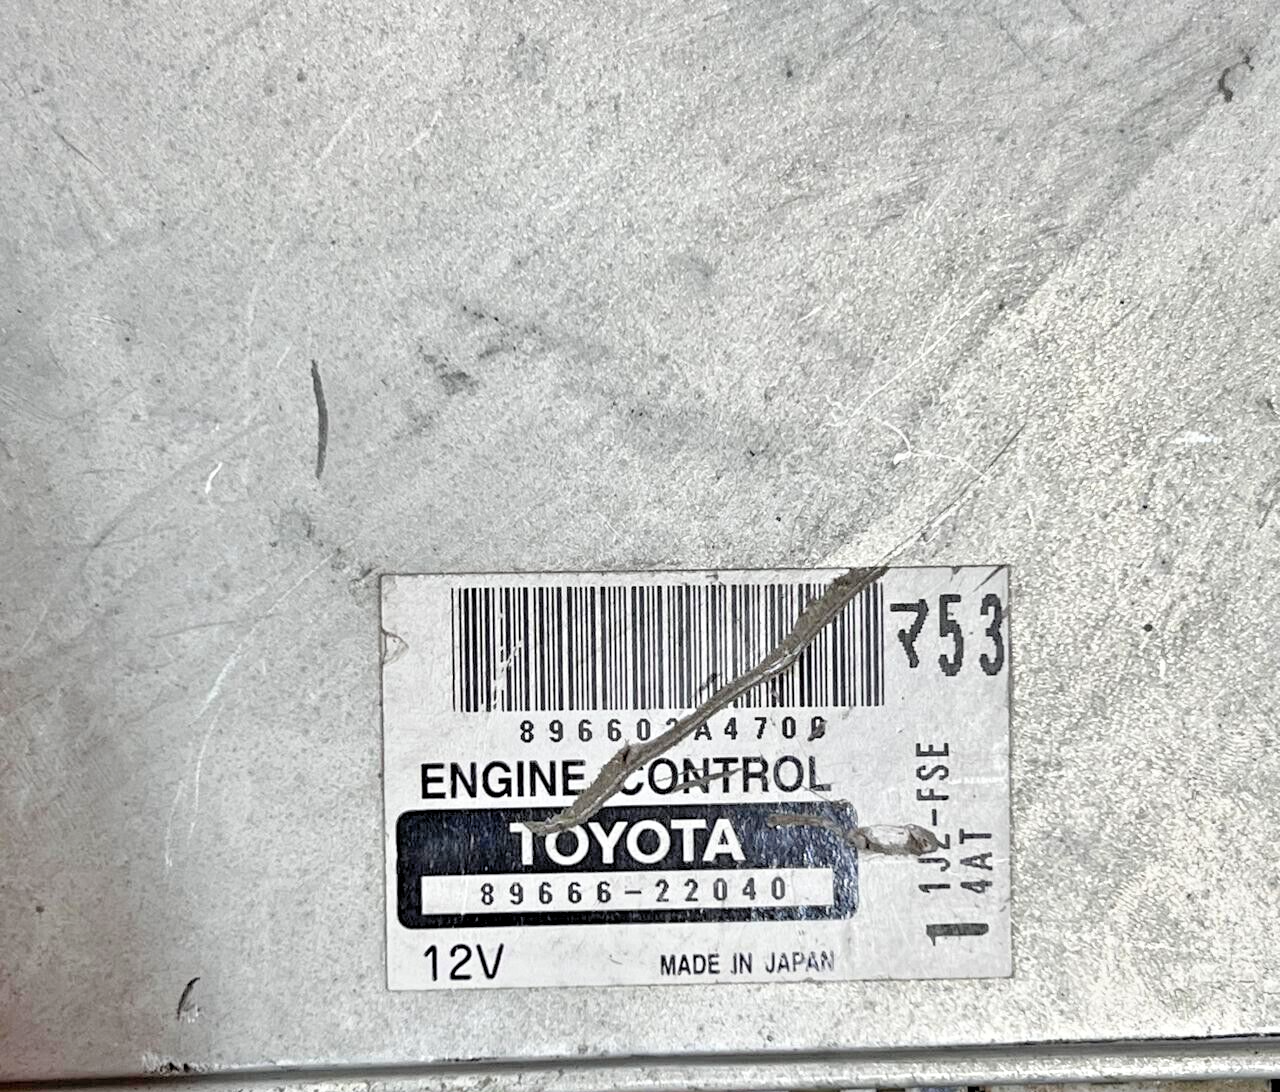 マ53
ENGINE CONTROL
TOYOTA
89666-22040
12V
MADE IN JAPAN
1JZ-FSE
4AT
1